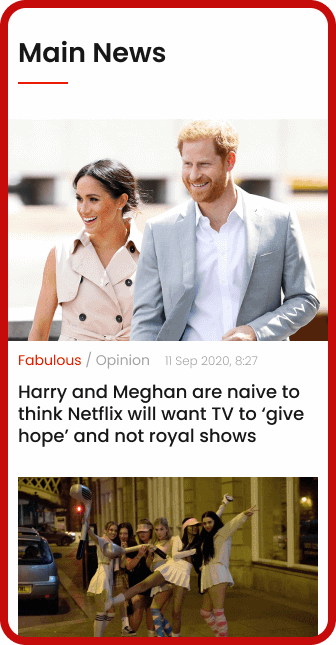 Main News
Fabulous / Opinion 11 Sep 2020, 8:27
Harry and Meghan are naive to
think Netflix will want TV to ‘give
hope’ and not royal shows